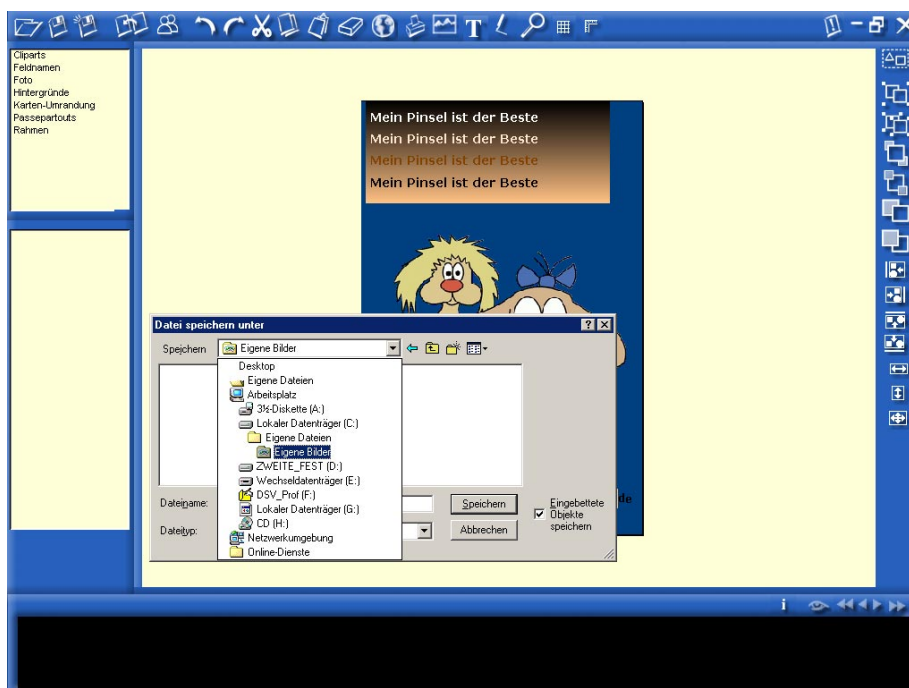 Cliparts
Feldnamen
Foto
Hintergründe
Karten-Umrandung
Passepartouts
Rahmen
Mein Pinsel ist der Beste
Mein Pinsel ist der Beste
Mein Pinsel ist der Beste
Mein Pinsel ist der Beste
Datei speichern unter
Speichern
Eigene Bilder
Desktop
Eigene Dateien
Arbeitsplatz
3½-Diskette (A:)
Lokaler Datenträger (C:)
Eigene Dateien
Eigene Bilder
ZWEITE_FEST (D:)
Wechseldatenträger (E:)
DSV_Prof (F:)
Lokaler Datenträger (G:)
CD (H:)
Netzwerkumgebung
Online-Dienste
Dateiname:
Speichern
Dateityp:
Abbrechen
Eingebettete
Objekte
speichern
de